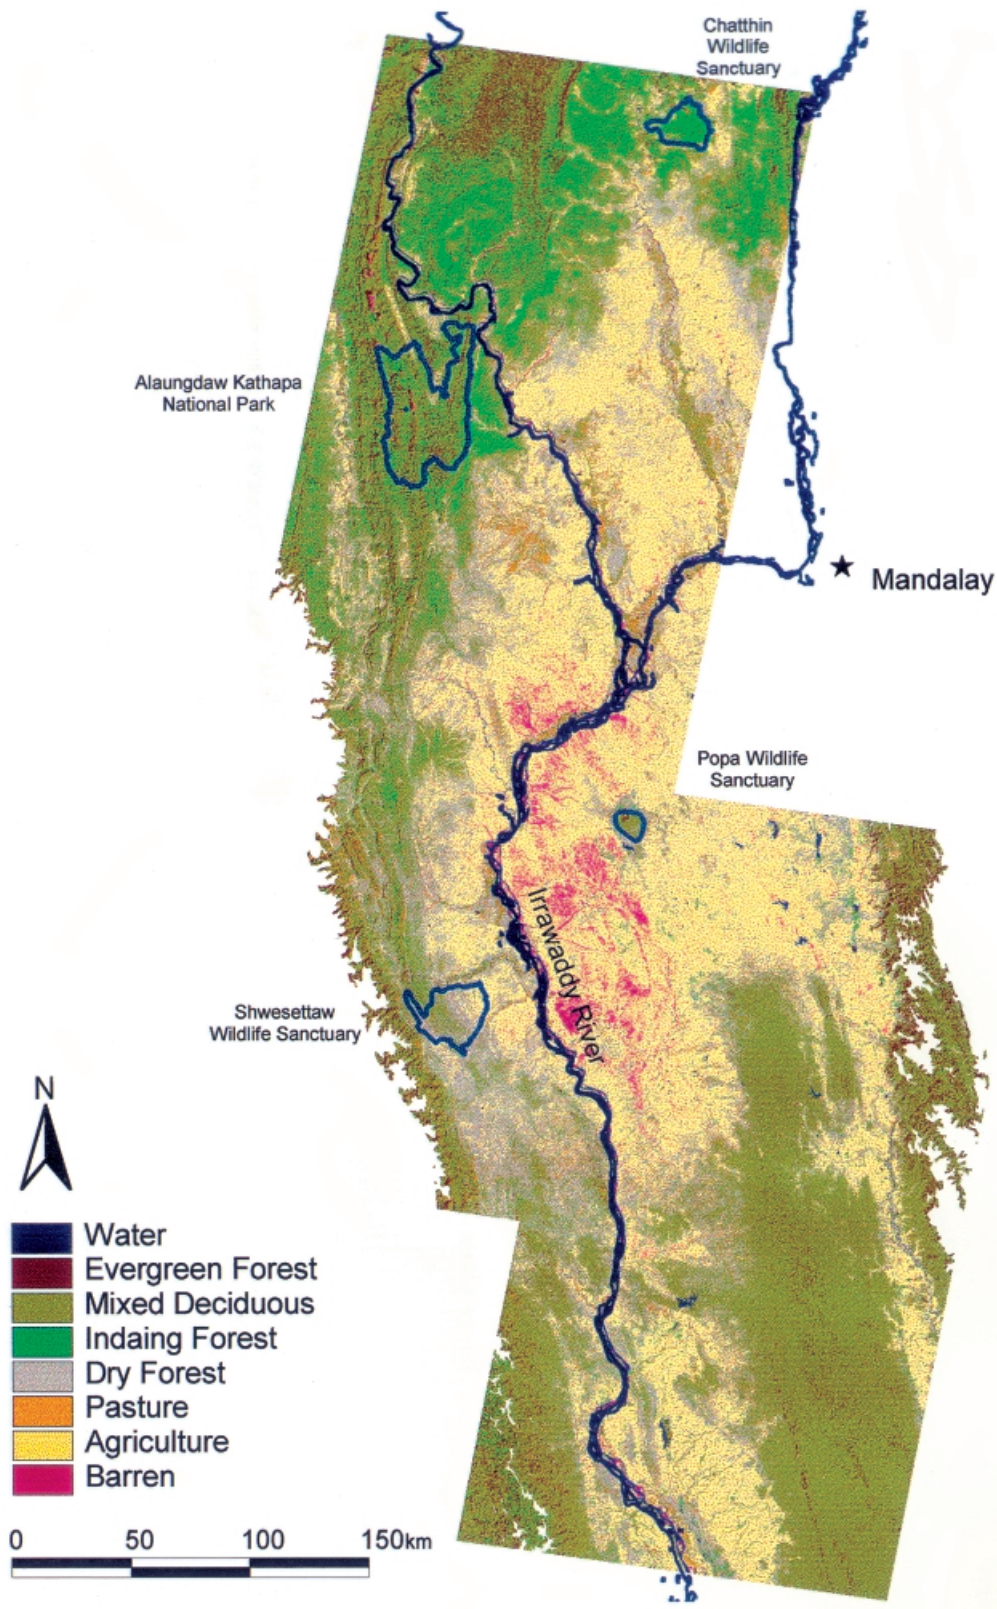 Chatthin
Wildlife
Sanctuary
Alaungdaw Kathapa
National Park
Mandalay
Popa Wildlife
Sanctuary
Irrawaddy River
Shwesettaw
Wildlife Sanctuary
N
Water
Evergreen Forest
Mixed Deciduous
Indaing Forest
Dry Forest
Pasture
Agriculture
Barren
0 50 100 150km